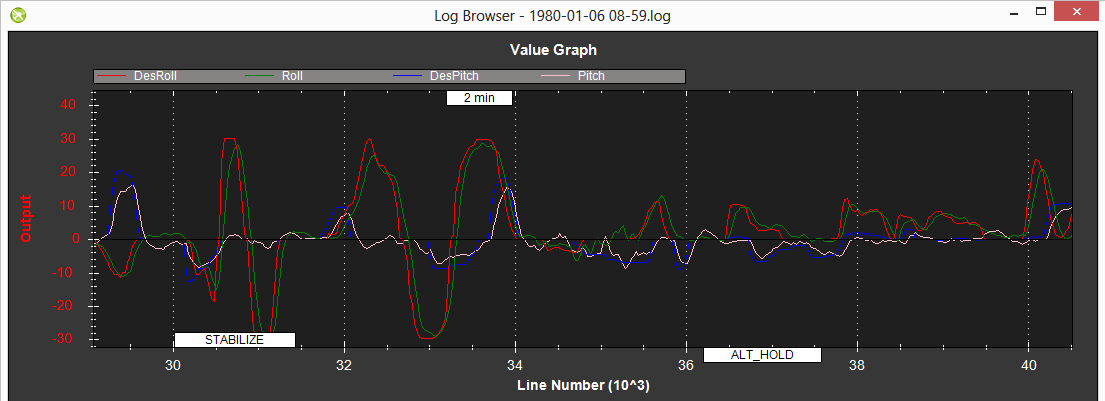 Log Browser - 1980-01-06 08-59.log
Value Graph
DesRoll Roll DesPitch Pitch
2 min
40
30
20
10
0
-10
-20
-30
Output
STABILIZE
ALT_HOLD
30 32 34 36 38 40
Line Number (10^3)